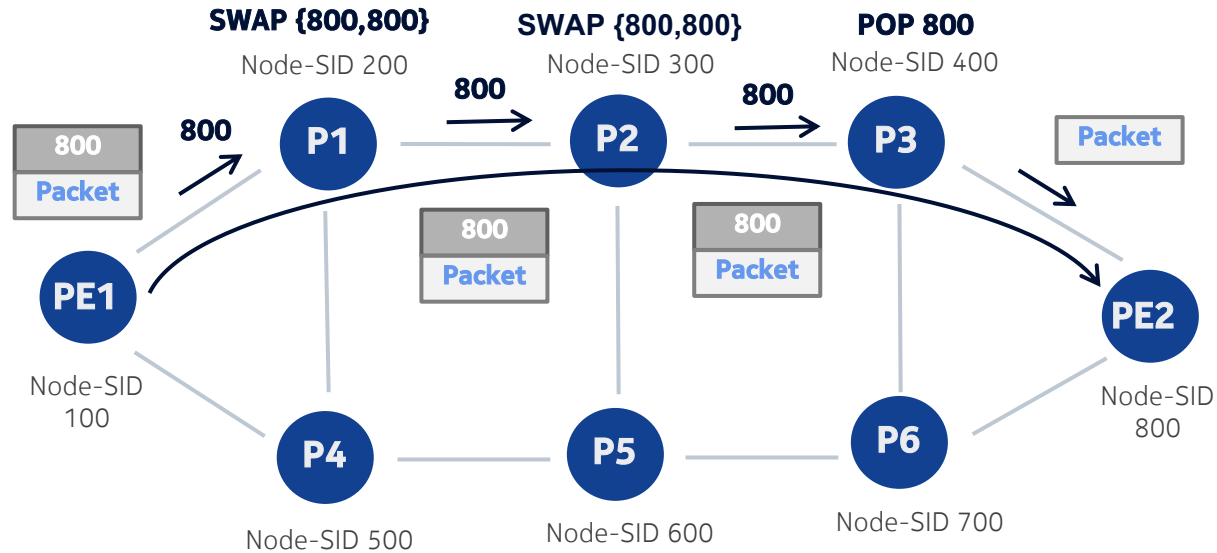 SWAP {800,800}
Node-SID 200
SWAP {800,800}
Node-SID 300
POP 800
Node-SID 400
800
800
800
800
Packet
P1
P2
P3
Packet
800
Packet
800
Packet
PE1
PE2
Node-SID
100
Node-SID
800
P4
P5
P6
Node-SID 500
Node-SID 600
Node-SID 700